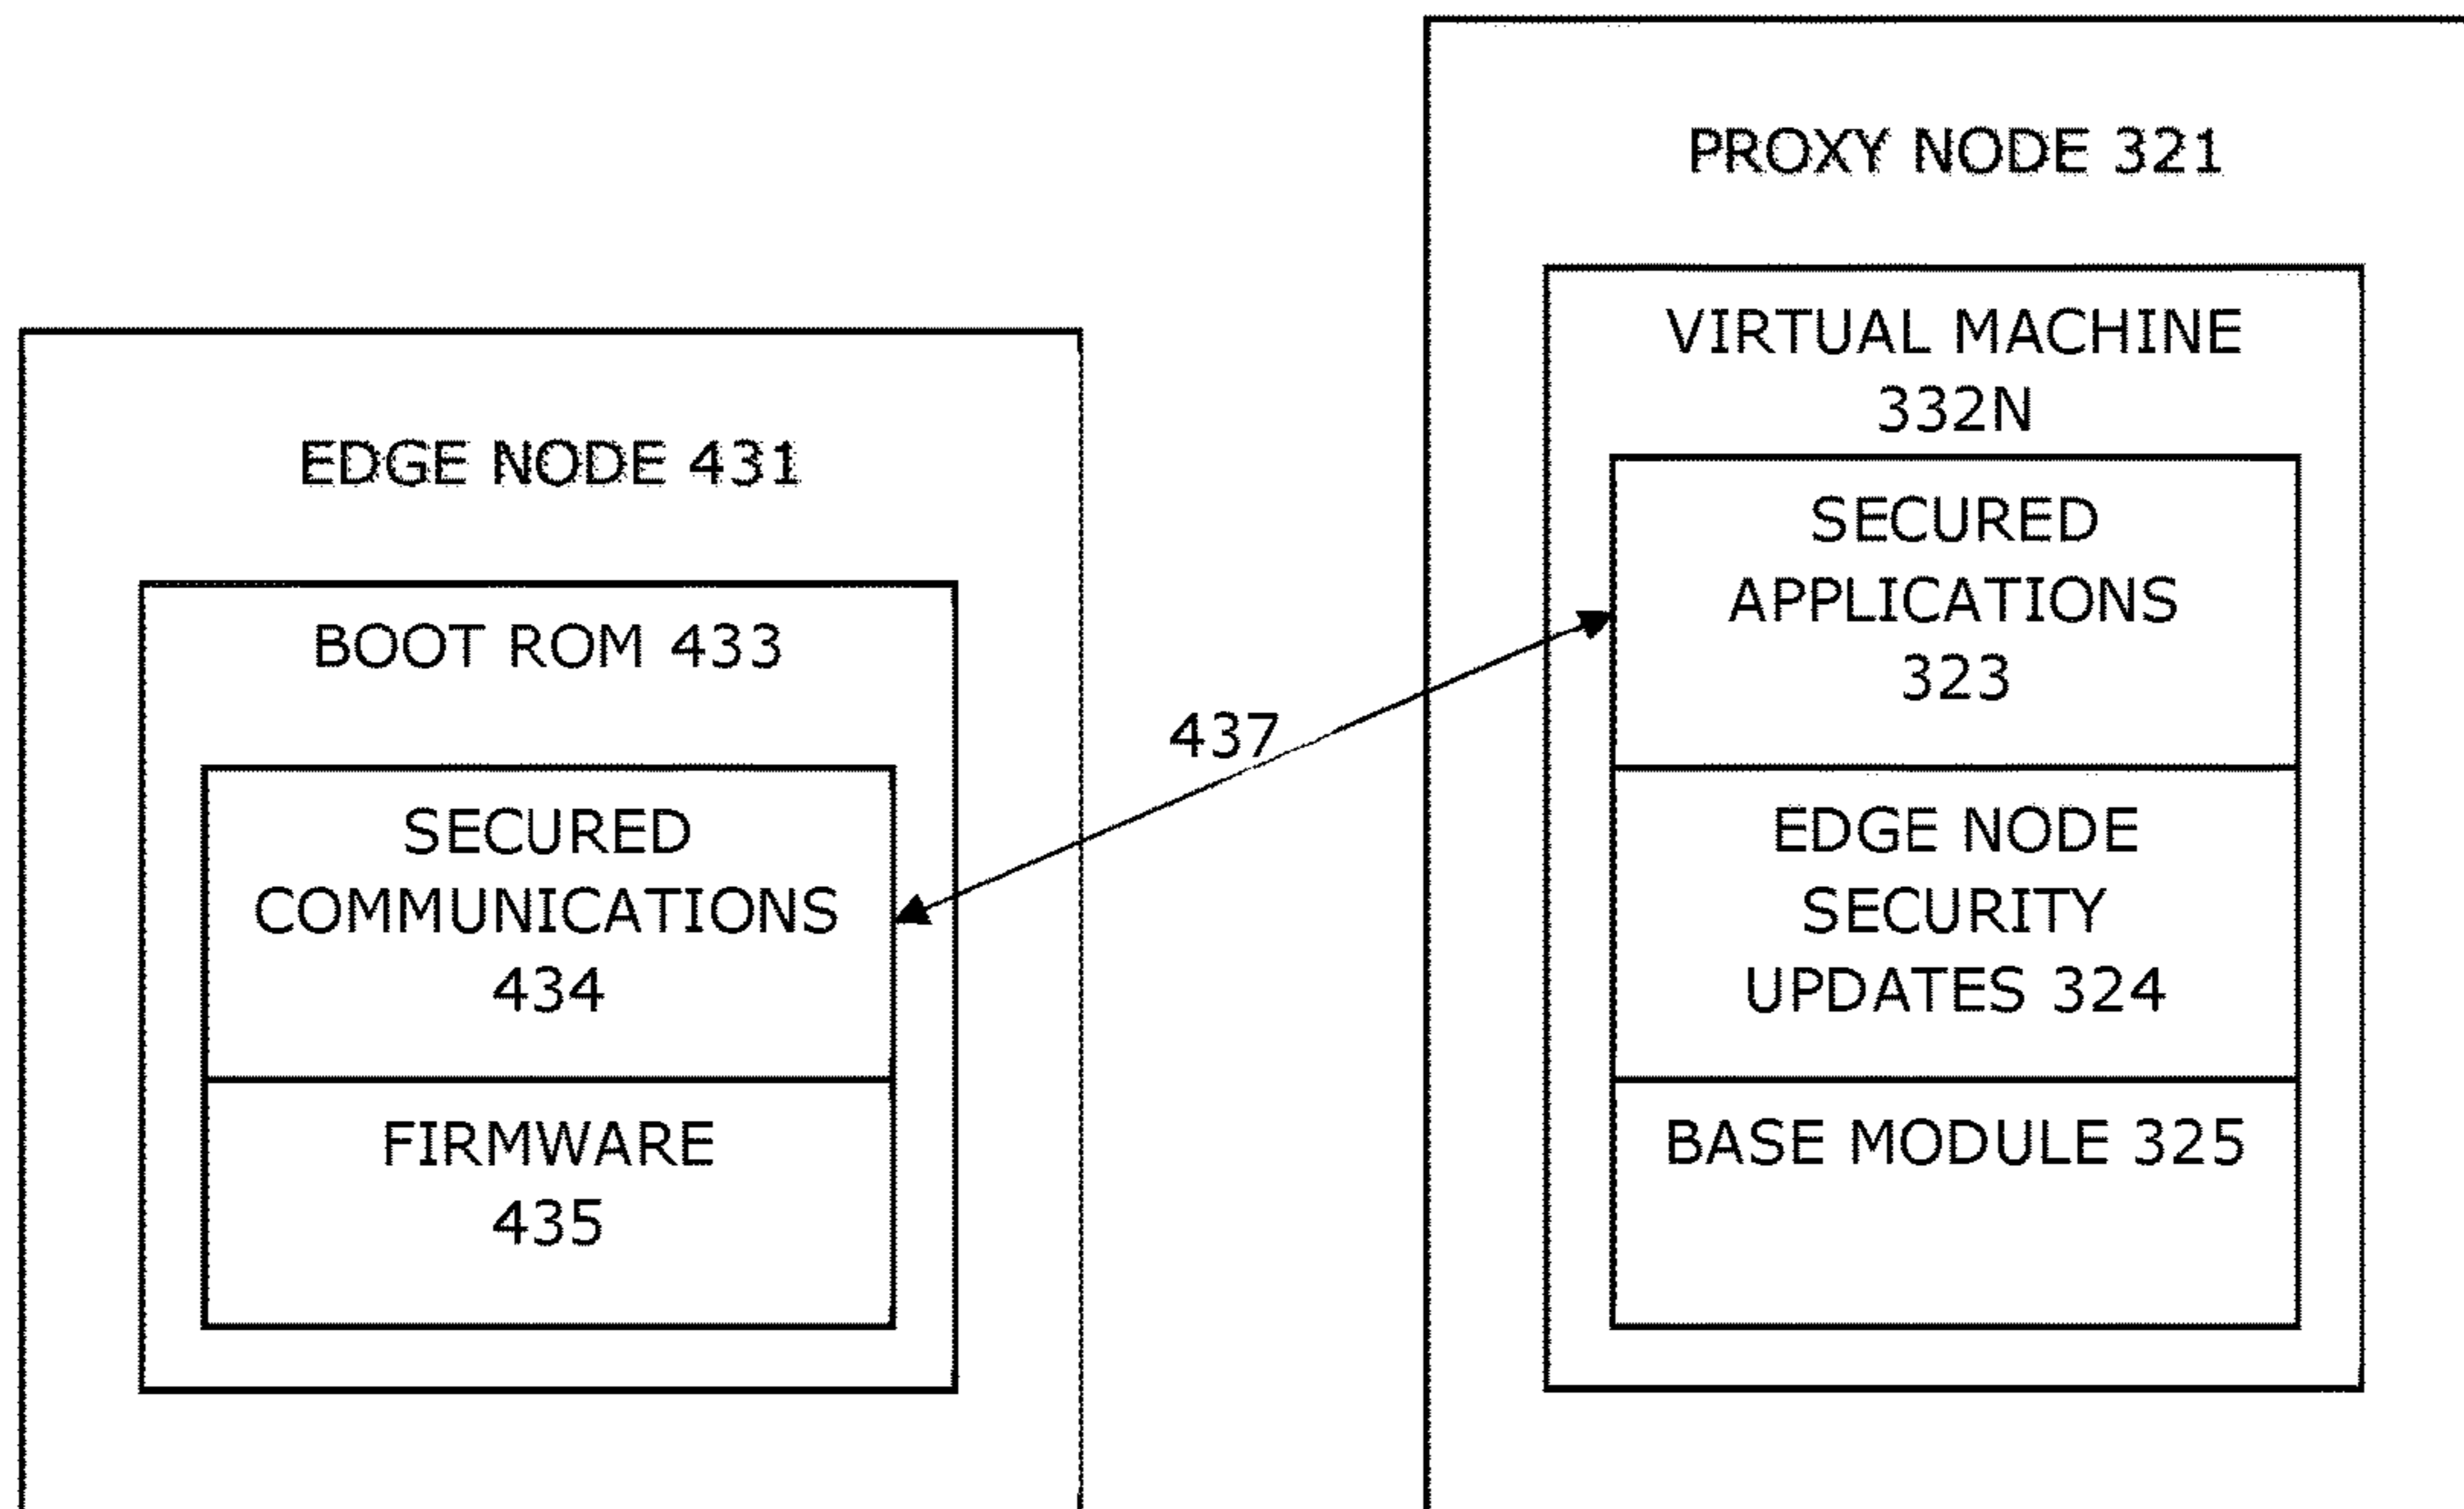 PROXY NODE 321
VIRTUAL MACHINE
332N
SECURED
APPLICATIONS
323
EDGE NODE
SECURITY
UPDATES 324
BASE MODULE 325
EDGE NODE 431
BOOT ROM 433
SECURED
COMMUNICATIONS
434
FIRMWARE
435
437